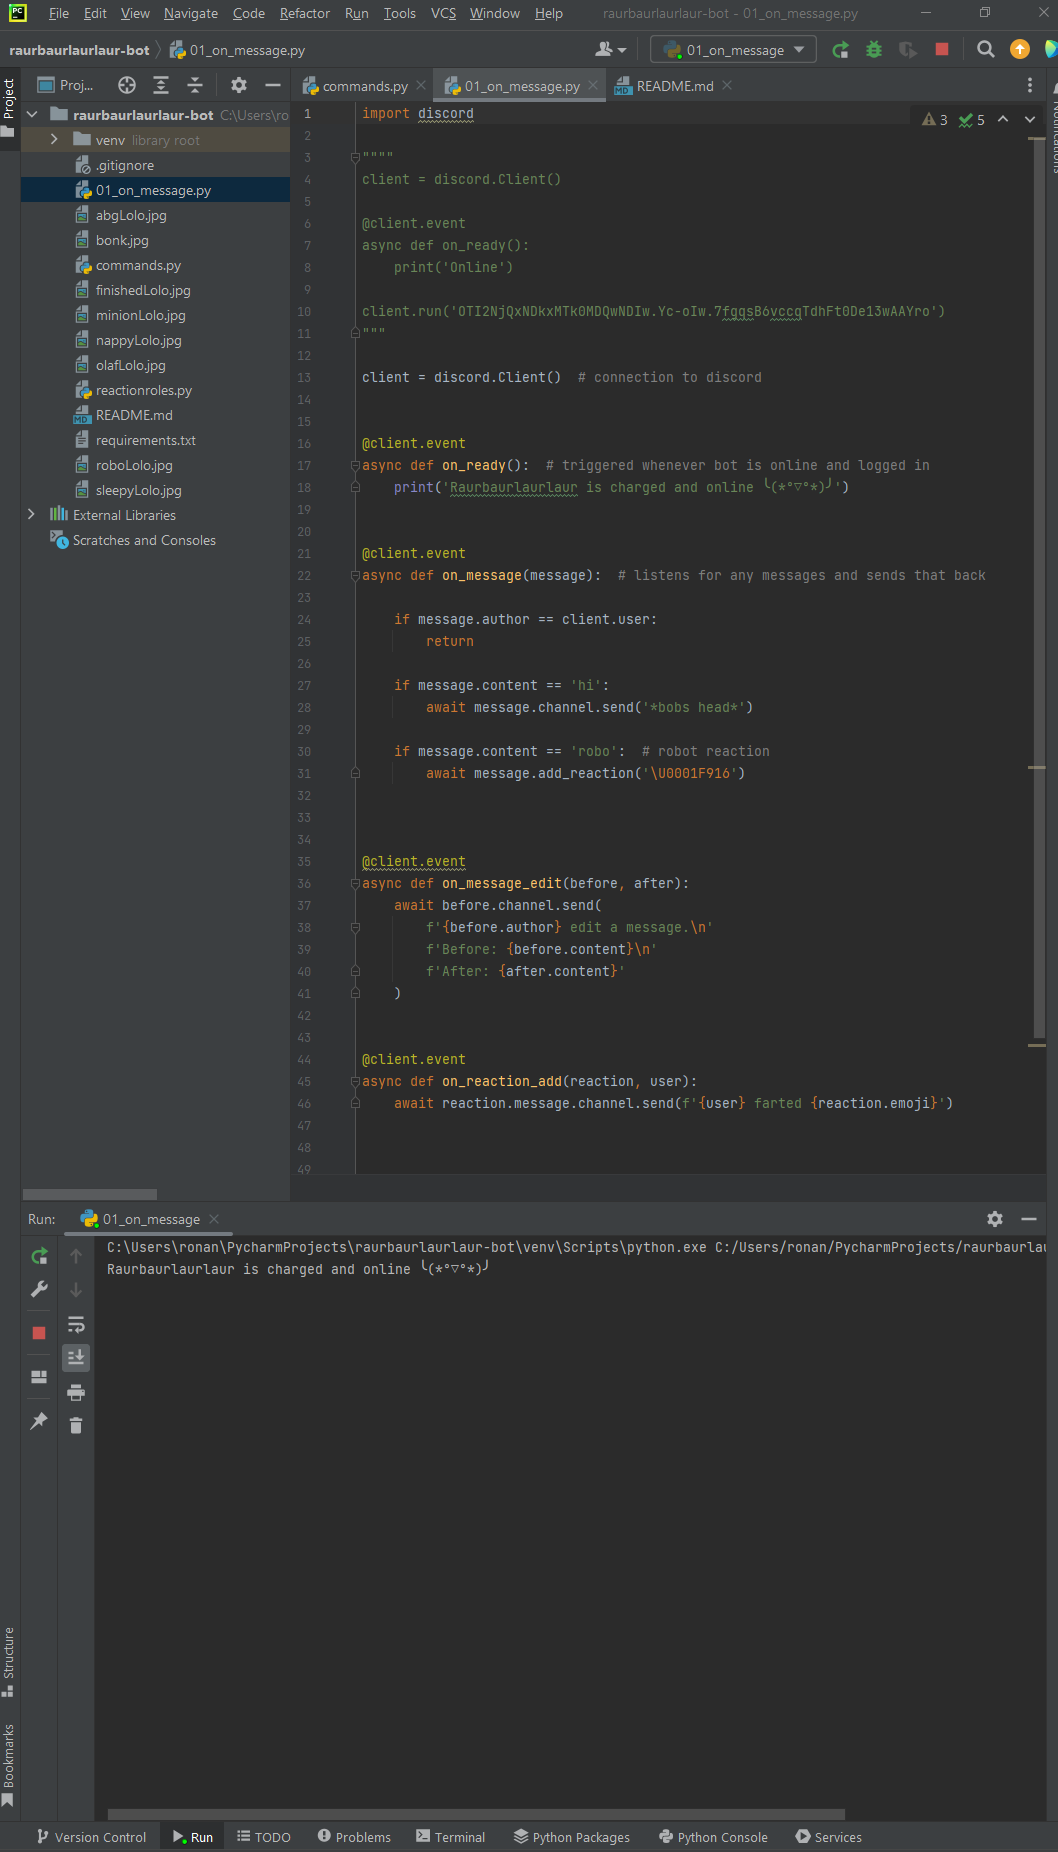 File Edit View Navigate Code Refactor Run Tools VCS Window Help raurbaurlaurlaur-bot - 01_on_message.py
raurbaurlaurlaur-bot 01_on_message.py 01_on_message
Project Proj... commands.py 01_on_message.py README.md
raurbaurlaurlaur-bot C:\Users\ro
venv library root
.gitignore
01_on_message.py
abgLolo.jpg
bonk.jpg
commands.py
finishedLolo.jpg
minionLolo.jpg
nappyLolo.jpg
olafLolo.jpg
reactionroles.py
README.md
requirements.txt
roboLolo.jpg
sleepyLolo.jpg
External Libraries
Scratches and Consoles
3 5
Notifications
1 import discord
2
3 """"
4 client = discord.Client()
5
6 @client.event
7 async def on_ready():
8 print('Online')
9
10 client.run('')
11 """
12
13 client = discord.Client()  # connection to discord
14
15
16 @client.event
17 async def on_ready():  # triggered whenever bot is online and logged in
18 print('Raurbaurlaurlaur is charged and online ╰(*°▽°*)╯')
19
20
21 @client.event
22 async def on_message(message):  # listens for any messages and sends that back
23
24 if message.author == client.user:
25 return
26
27 if message.content == 'hi':
28 await message.channel.send('*bobs head*')
29
30 if message.content == 'robo':  # robot reaction
31 await message.add_reaction('\U0001F916')
32
33
34
35 @client.event
36 async def on_message_edit(before, after):
37 await before.channel.send(
38 f'{before.author} edit a message.\n'
39 f'Before: {before.content}\n'
40 f'After: {after.content}'
41 )
42
43
44 @client.event
45 async def on_reaction_add(reaction, user):
46 await reaction.message.channel.send(f'{user} farted {reaction.emoji}')
47
48
49
Run: 01_on_message
C:\Users\ronan\PycharmProjects\raurbaurlaurlaur-bot\venv\Scripts\python.exe C:/Users/ronan/PycharmProjects/raurbaurlau
Raurbaurlaurlaur is charged and online ╰(*°▽°*)╯
Structure
Bookmarks
Version Control Run TODO Problems Terminal Python Packages Python Console Services